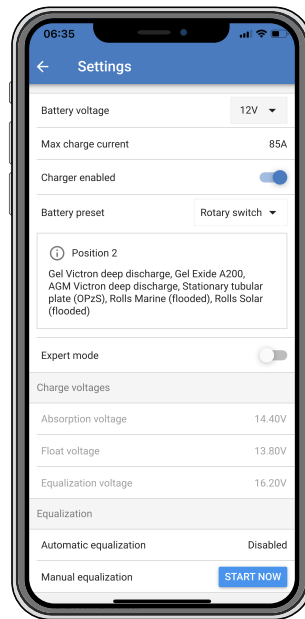 06:35
Settings
Battery voltage 12V
Max charge current 85A
Charger enabled
Battery preset Rotary switch
Position 2
Gel Victron deep discharge, Gel Exide A200,
AGM Victron deep discharge, Stationary tubular
plate (OPzS), Rolls Marine (flooded), Rolls Solar
(flooded)
Expert mode
Charge voltages
Absorption voltage 14.40V
Float voltage 13.80V
Equalization voltage 16.20V
Equalization
Automatic equalization Disabled
Manual equalization START NOW